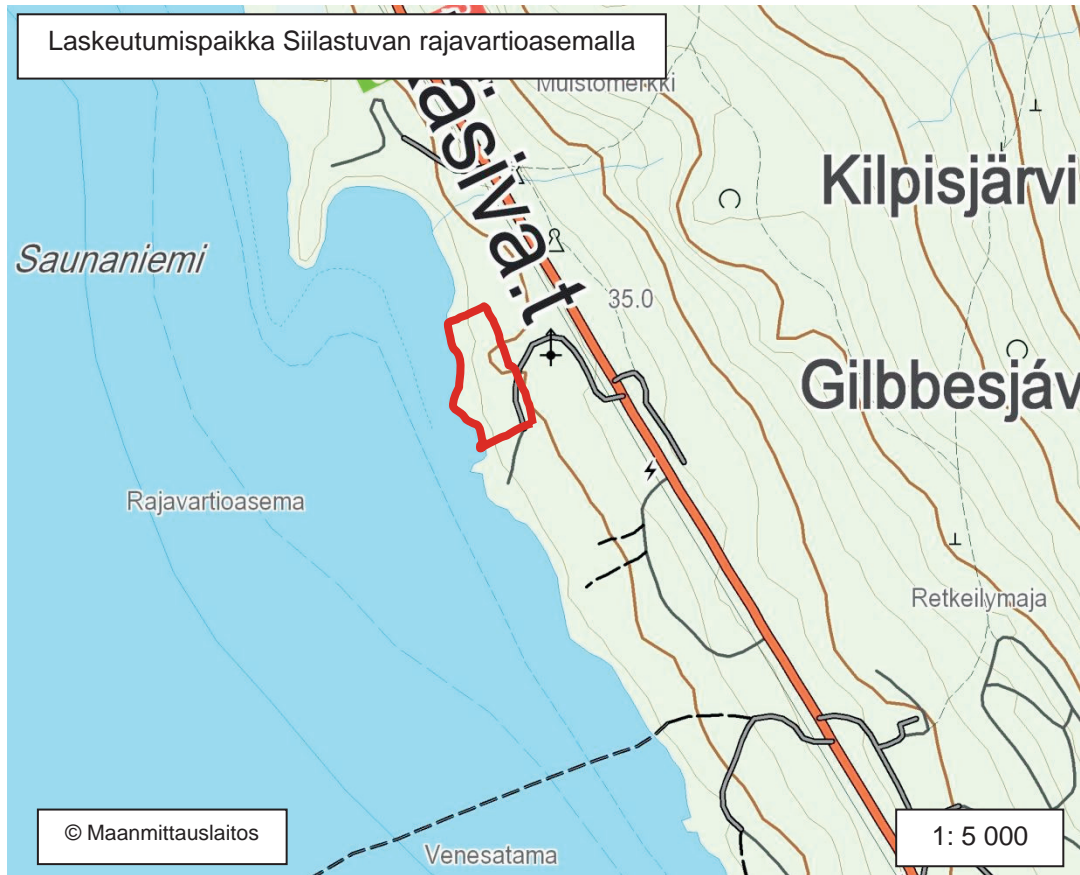 Laskeutumispaikka Siilastuvan rajavartioasemalla
Muistomerkki
Kilpisjärvi
Saunaniemi
35.0
Gilbbesjáv
Rajavartioasema
Retkeilymaja
© Maanmittauslaitos
Venesatama
1: 5 000